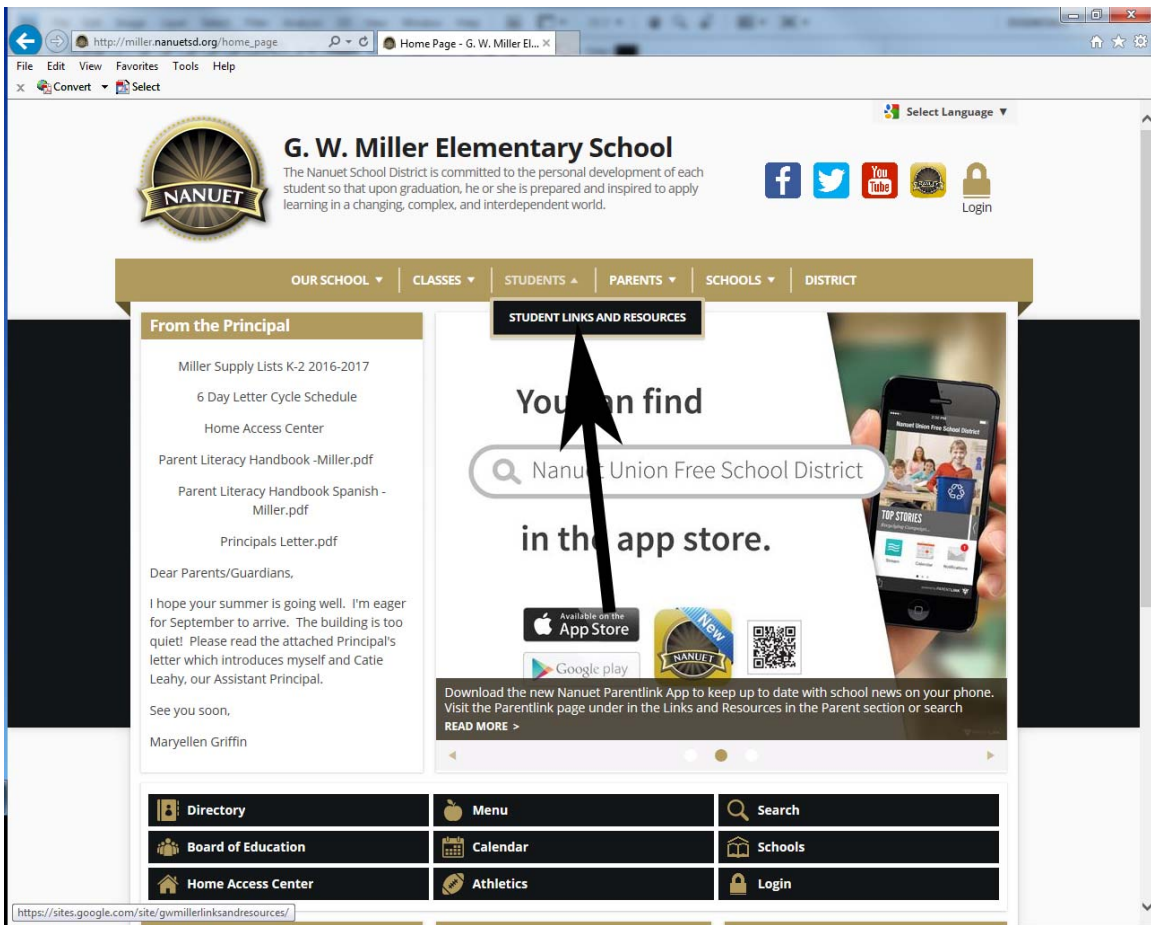 http://miller.nanuetsd.org/home_page
Home Page - G. W. Miller El...
File Edit View Favorites Tools Help
Convert Select
Select Language
NANUET
G. W. Miller Elementary School
The Nanuet School District is committed to the personal development of each
student so that upon graduation, he or she is prepared and inspired to apply
learning in a changing, complex, and interdependent world.
You
Tube
Login
OUR SCHOOL
CLASSES
STUDENTS
PARENTS
SCHOOLS
DISTRICT
STUDENT LINKS AND RESOURCES
From the Principal
Miller Supply Lists K-2 2016-2017
6 Day Letter Cycle Schedule
Home Access Center
Parent Literacy Handbook -Miller.pdf
Parent Literacy Handbook Spanish -
Miller.pdf
Principals Letter.pdf
Dear Parents/Guardians,
I hope your summer is going well. I'm eager
for September to arrive. The building is too
quiet! Please read the attached Principal's
letter which introduces myself and Catie
Leahy, our Assistant Principal.
See you soon,
Maryellen Griffin
You can find
Nanuet Union Free School District
in the app store.
Nanuet Union Free School District
TOP STORIES
Available on the
App Store
Google play
New
NANUET
Download the new Nanuet Parentlink App to keep up to date with school news on your phone.
Visit the Parentlink page under in the Links and Resources in the Parent section or search
READ MORE >
Directory
Menu
Search
Board of Education
Calendar
Schools
Home Access Center
Athletics
Login
https://sites.google.com/site/gwmillerlinksandresources/